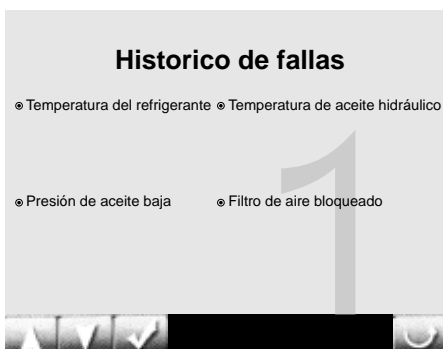 Historico de fallas
Temperatura del refrigerante
Temperatura de aceite hidráulico
Presión de aceite baja
Filtro de aire bloqueado
1